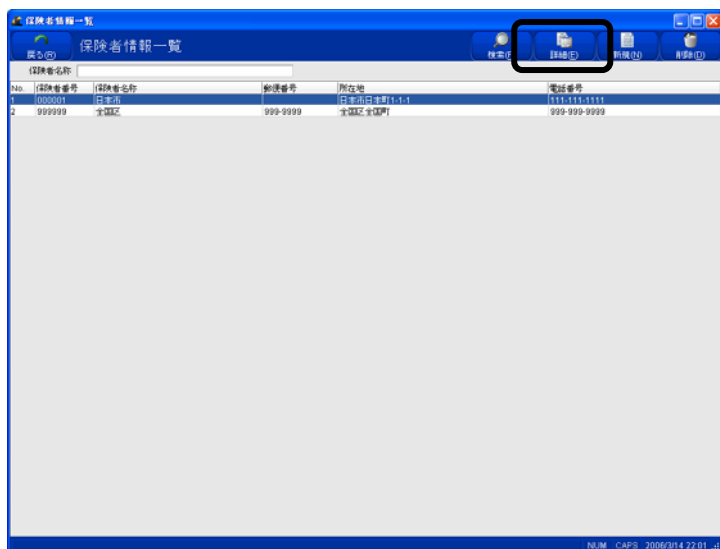 保険者情報一覧
戻る(R) 保険者情報一覧 検索(F) 詳細(E) 新規(N) 削除(D)
保険者名称
No. 保険者番号 保険者名称 郵便番号 所在地 電話番号
1 000001 日本市 日本市日本町1-1-1 111-111-1111
2 999999 全国区 999-9999 全国区全国町 999-999-9999
NUM CAPS 2006/3/14 22:01